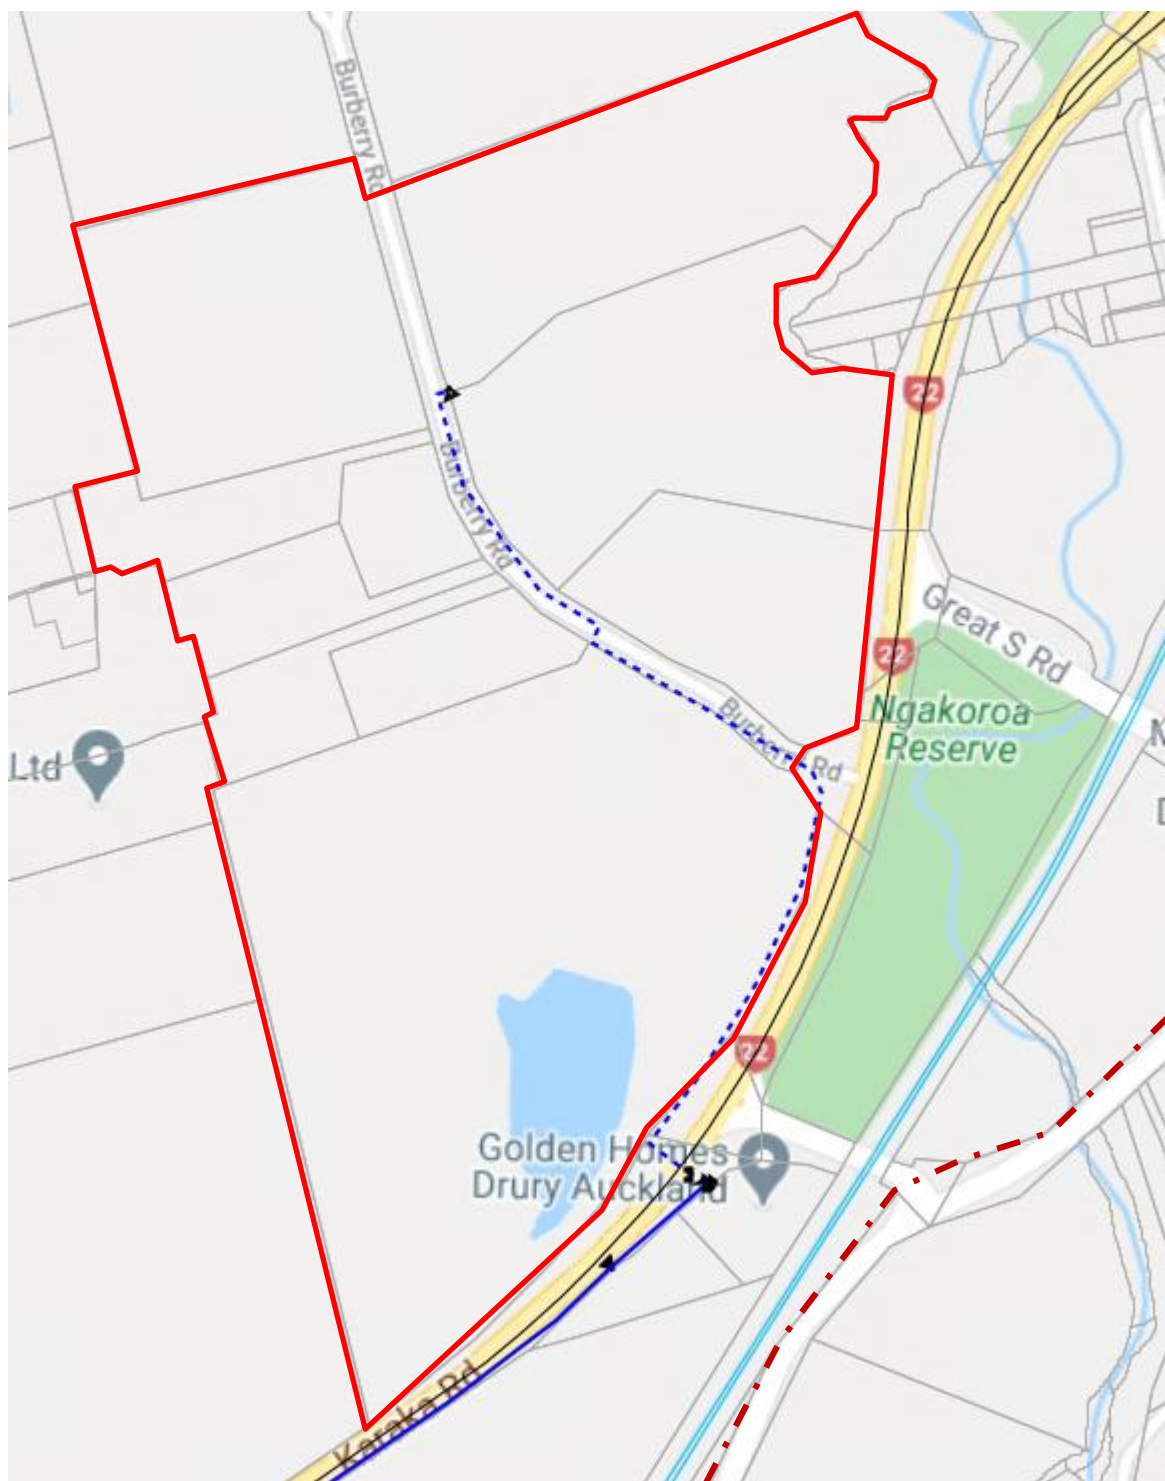 Burberry Rd
22
Burberry Rd
Great S Rd
22
Ngakoroa
Reserve
Burberry Rd
N
Ltd
D
22
Golden Homes
Drury Auckland
Karaka Rd